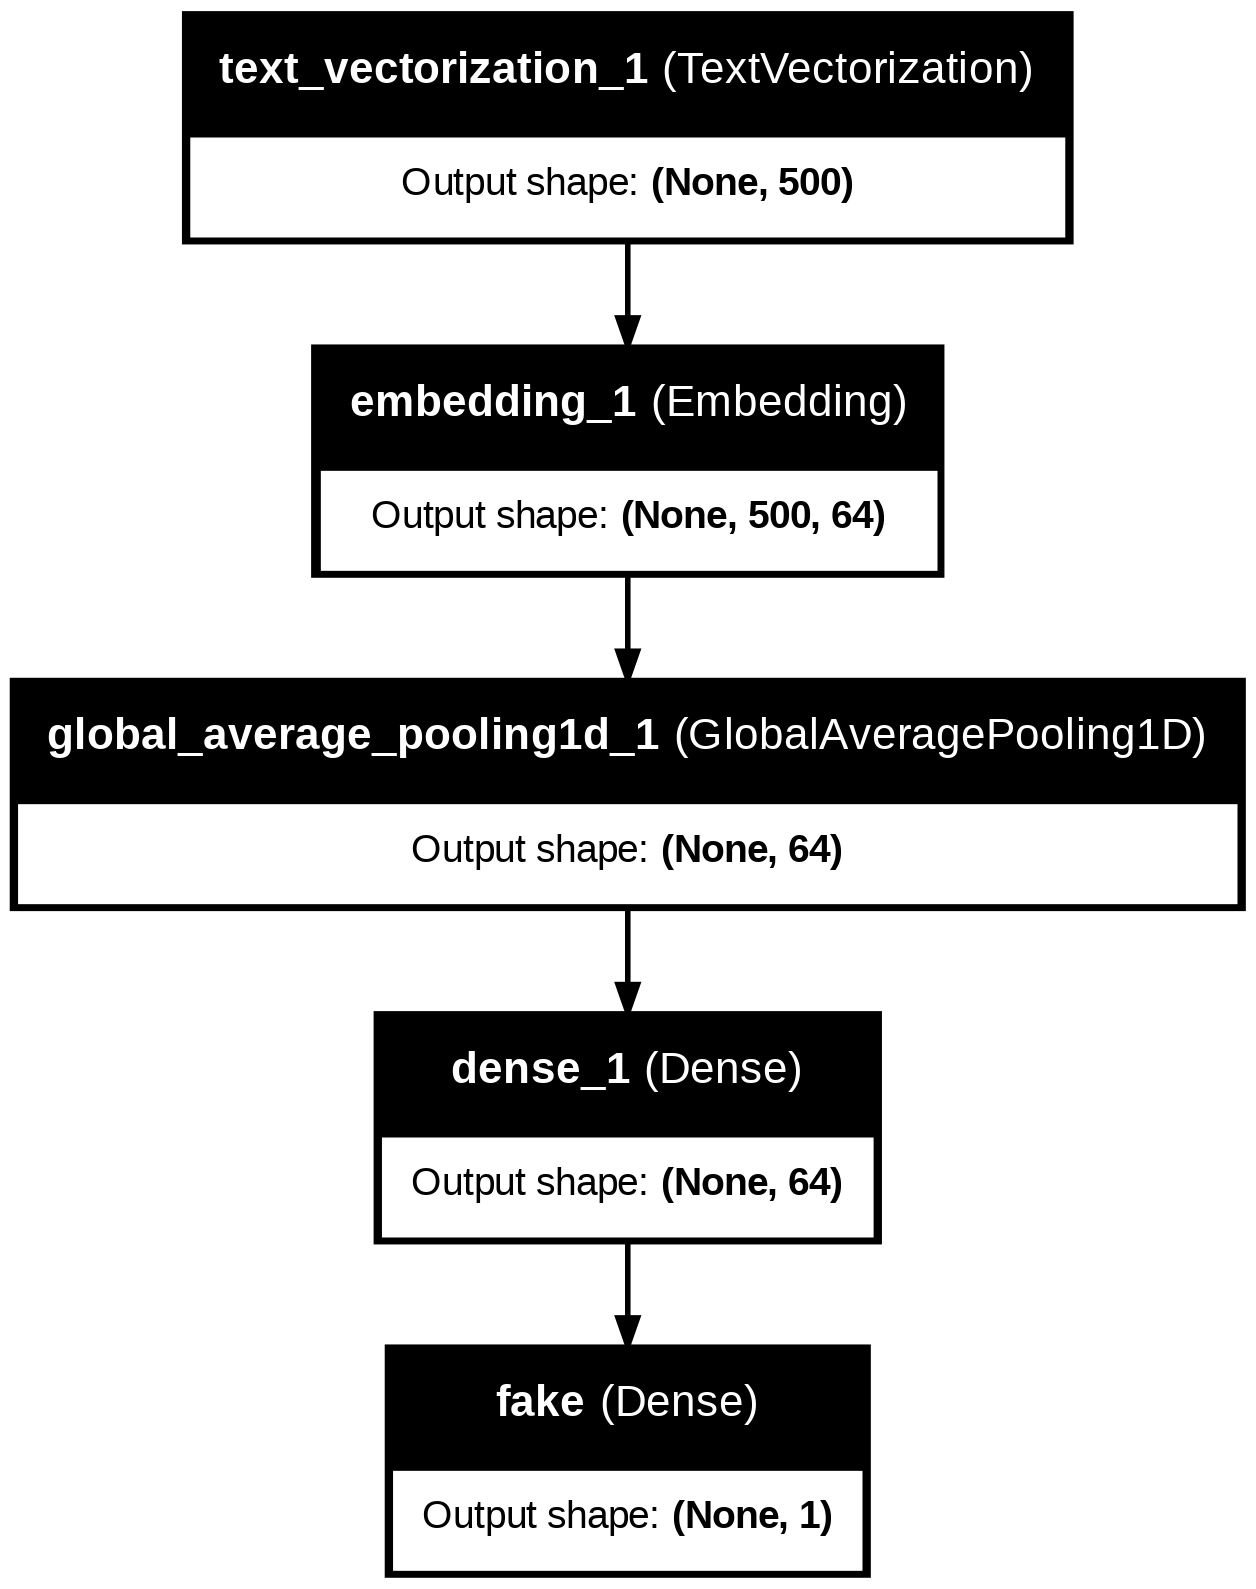 text_vectorization_1 (TextVectorization)
Output shape: (None, 500)
embedding_1 (Embedding)
Output shape: (None, 500, 64)
global_average_pooling1d_1 (GlobalAveragePooling1D)
Output shape: (None, 64)
dense_1 (Dense)
Output shape: (None, 64)
fake (Dense)
Output shape: (None, 1)